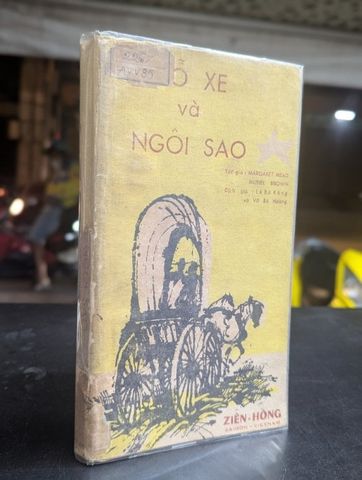 Ỗ XE
và
NGÔI SAO
Tác giả : MARGARET MEAD
MURIEL BROWN
Dịch giả : Lê Bá Kông
và Võ Bá Hoàng
ZIÊN-HỒNG
SAIGON - VIETNAM